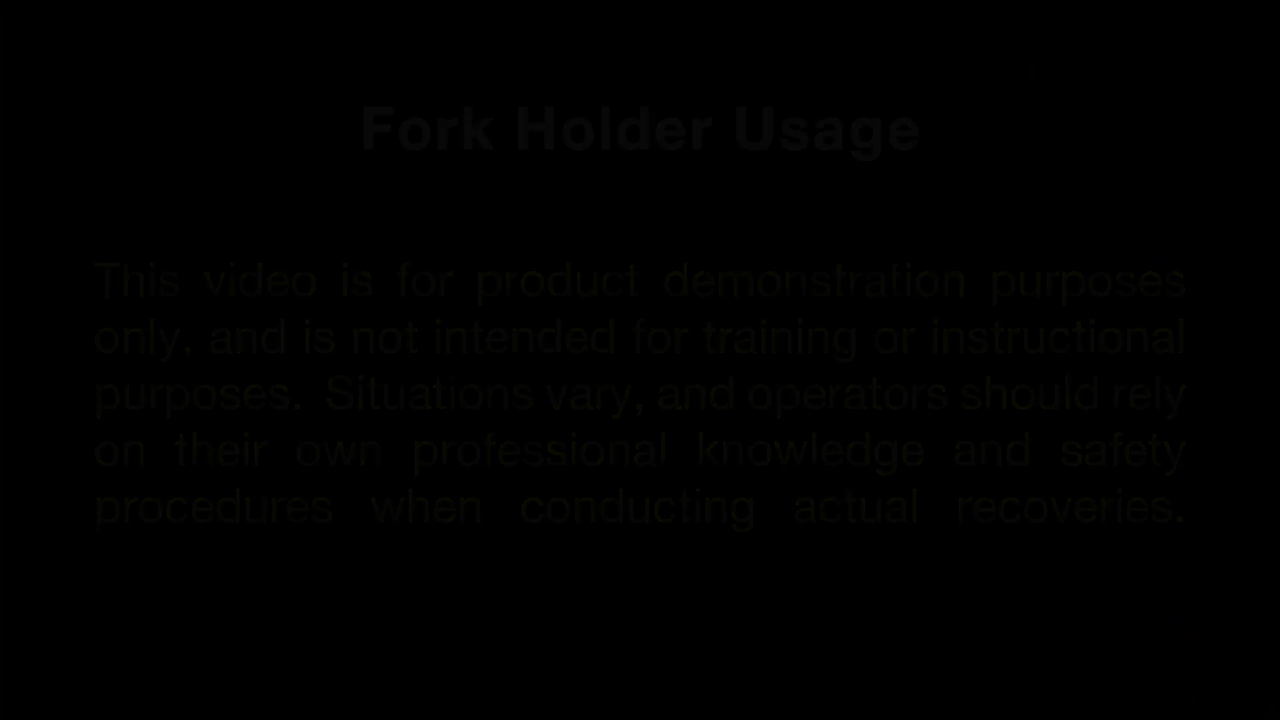 Fork Holder Usage
This video is for product demonstration purposes
only, and is not intended for training or instructional
purposes. Situations vary, and operators should rely
on their own professional knowledge and safety
procedures when conducting actual recoveries.